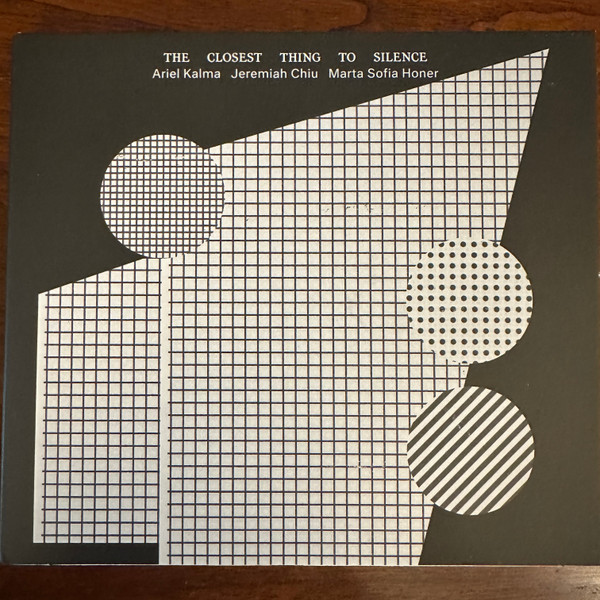 THE CLOSEST THING TO SILENCE
Ariel Kalma Jeremiah Chiu Marta Sofia Honer